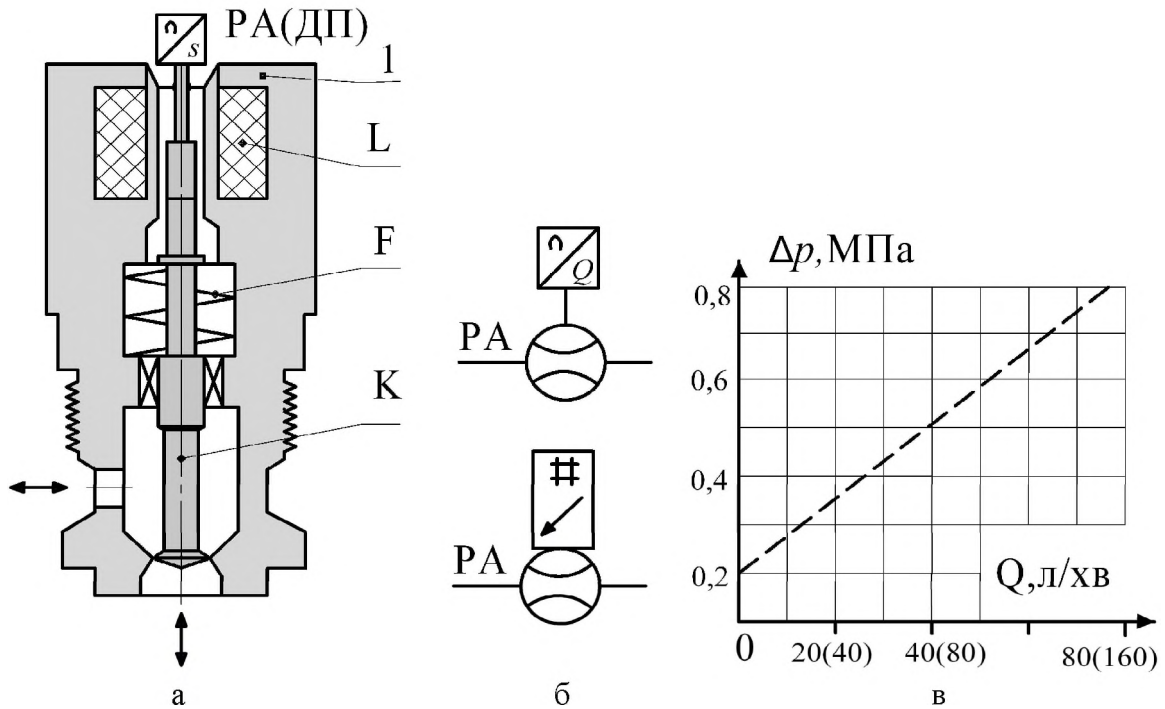 ∩
s
РА(ДП)
1
L
F
K
а
∩
Q
РА
#
РА
б
Δp, МПа
0,8
0,6
0,4
0,2
Q,л/хв
0
20(40)
40(80)
80(160)
в